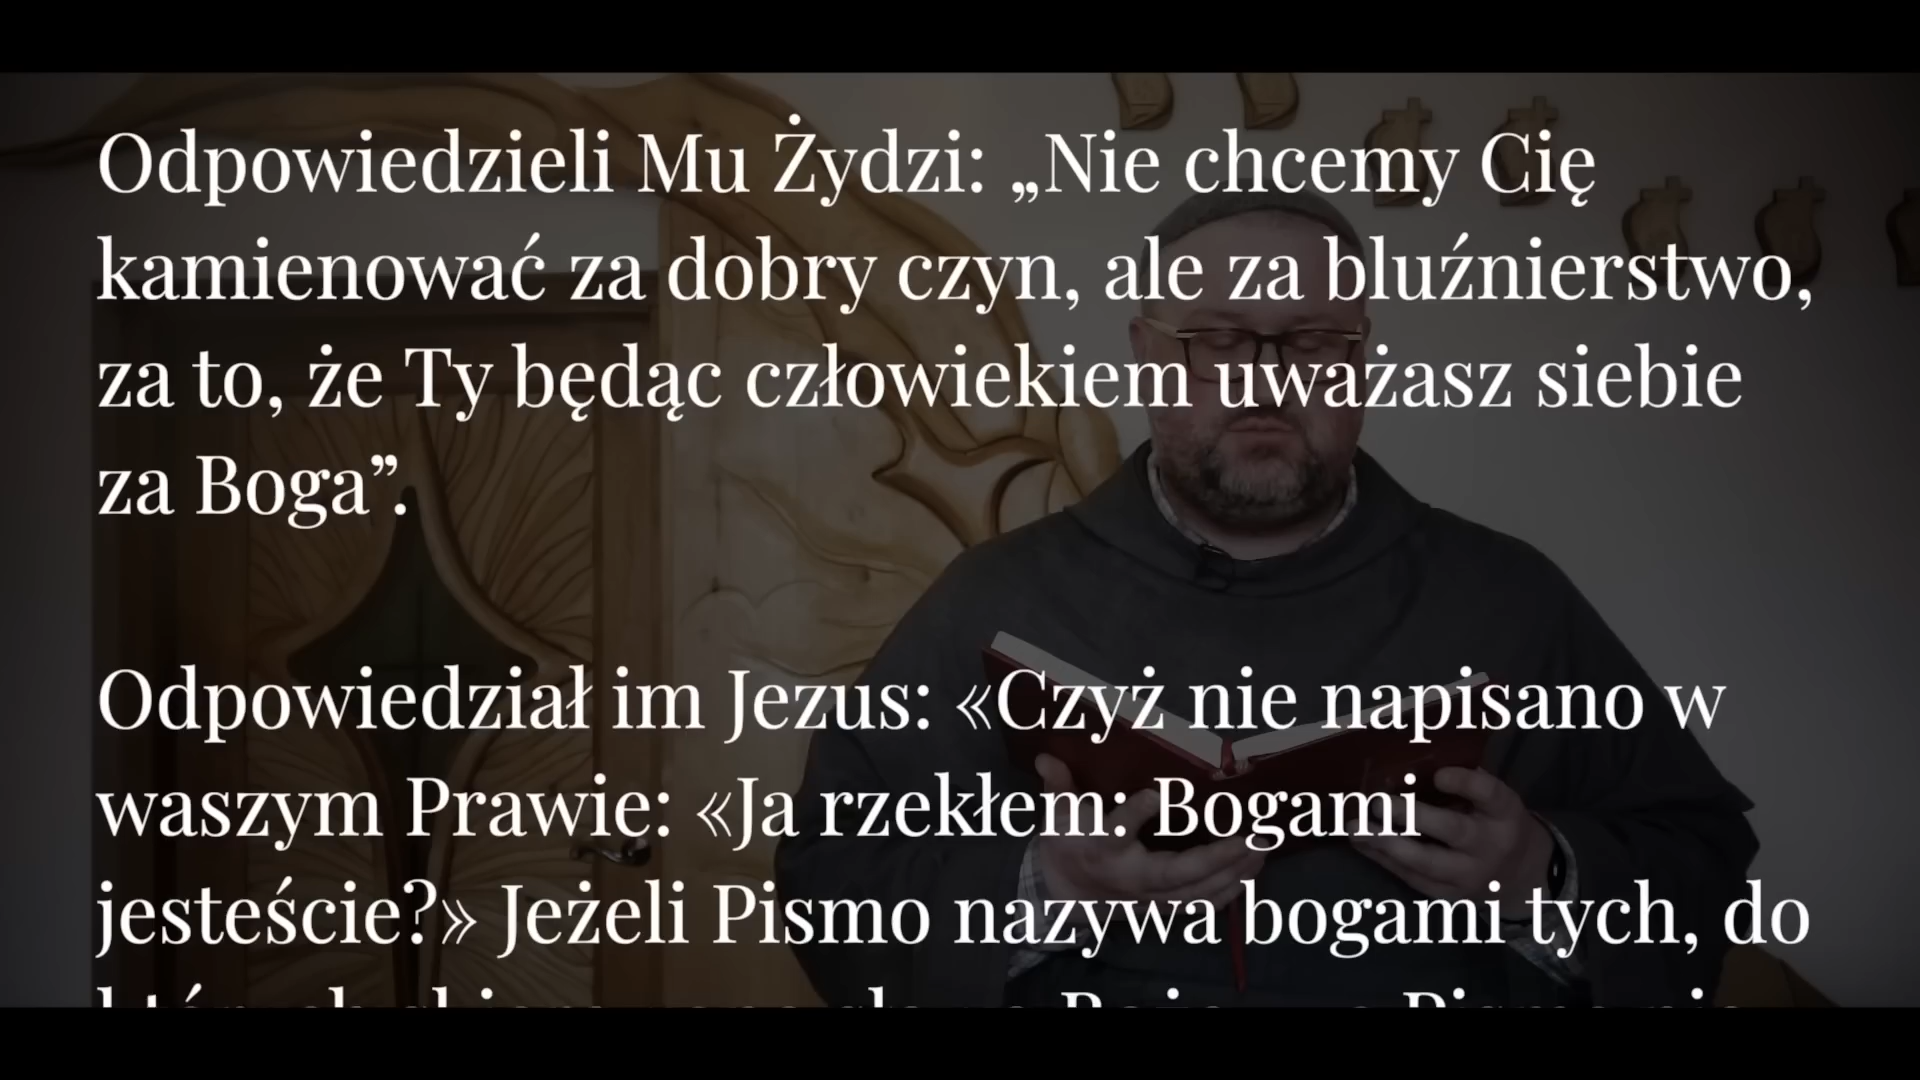 Odpowiedzieli Mu Żydzi: „Nie chcemy Cię
kamienować za dobry czyn, ale za bluźnierstwo,
za to, że Ty będąc człowiekiem uważasz siebie
za Boga”.
Odpowiedział im Jezus: «Czyż nie napisano w
waszym Prawie: «Ja rzekłem: Bogami
jesteście?» Jeżeli Pismo nazywa bogami tych, do